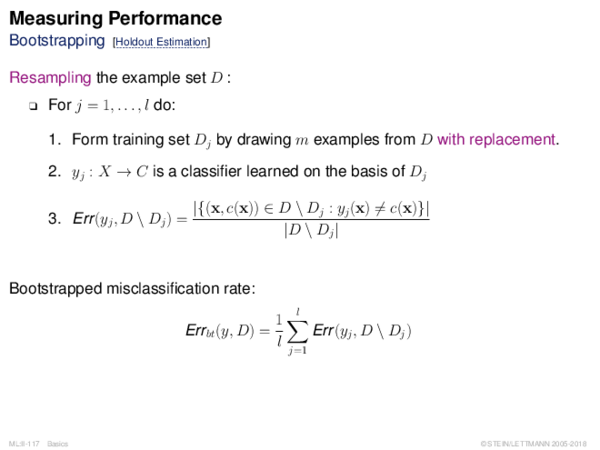 Measuring Performance
Bootstrapping [Holdout Estimation]
Resampling the example set D :
❑ For j = 1, . . . , l do:
1. Form training set D_j by drawing m examples from D with replacement.
2. y_j : X → C is a classifier learned on the basis of D_j
3. Err(y_j, D \ D_j) = |{(x, c(x)) ∈ D \ D_j : y_j(x) ≠ c(x)}| / |D \ D_j|
Bootstrapped misclassification rate:
Err_bt(y, D) = 1/l ∑_{j=1}^{l} Err(y_j, D \ D_j)
ML:II-117 Basics © STEIN/LETTMANN 2005-2018